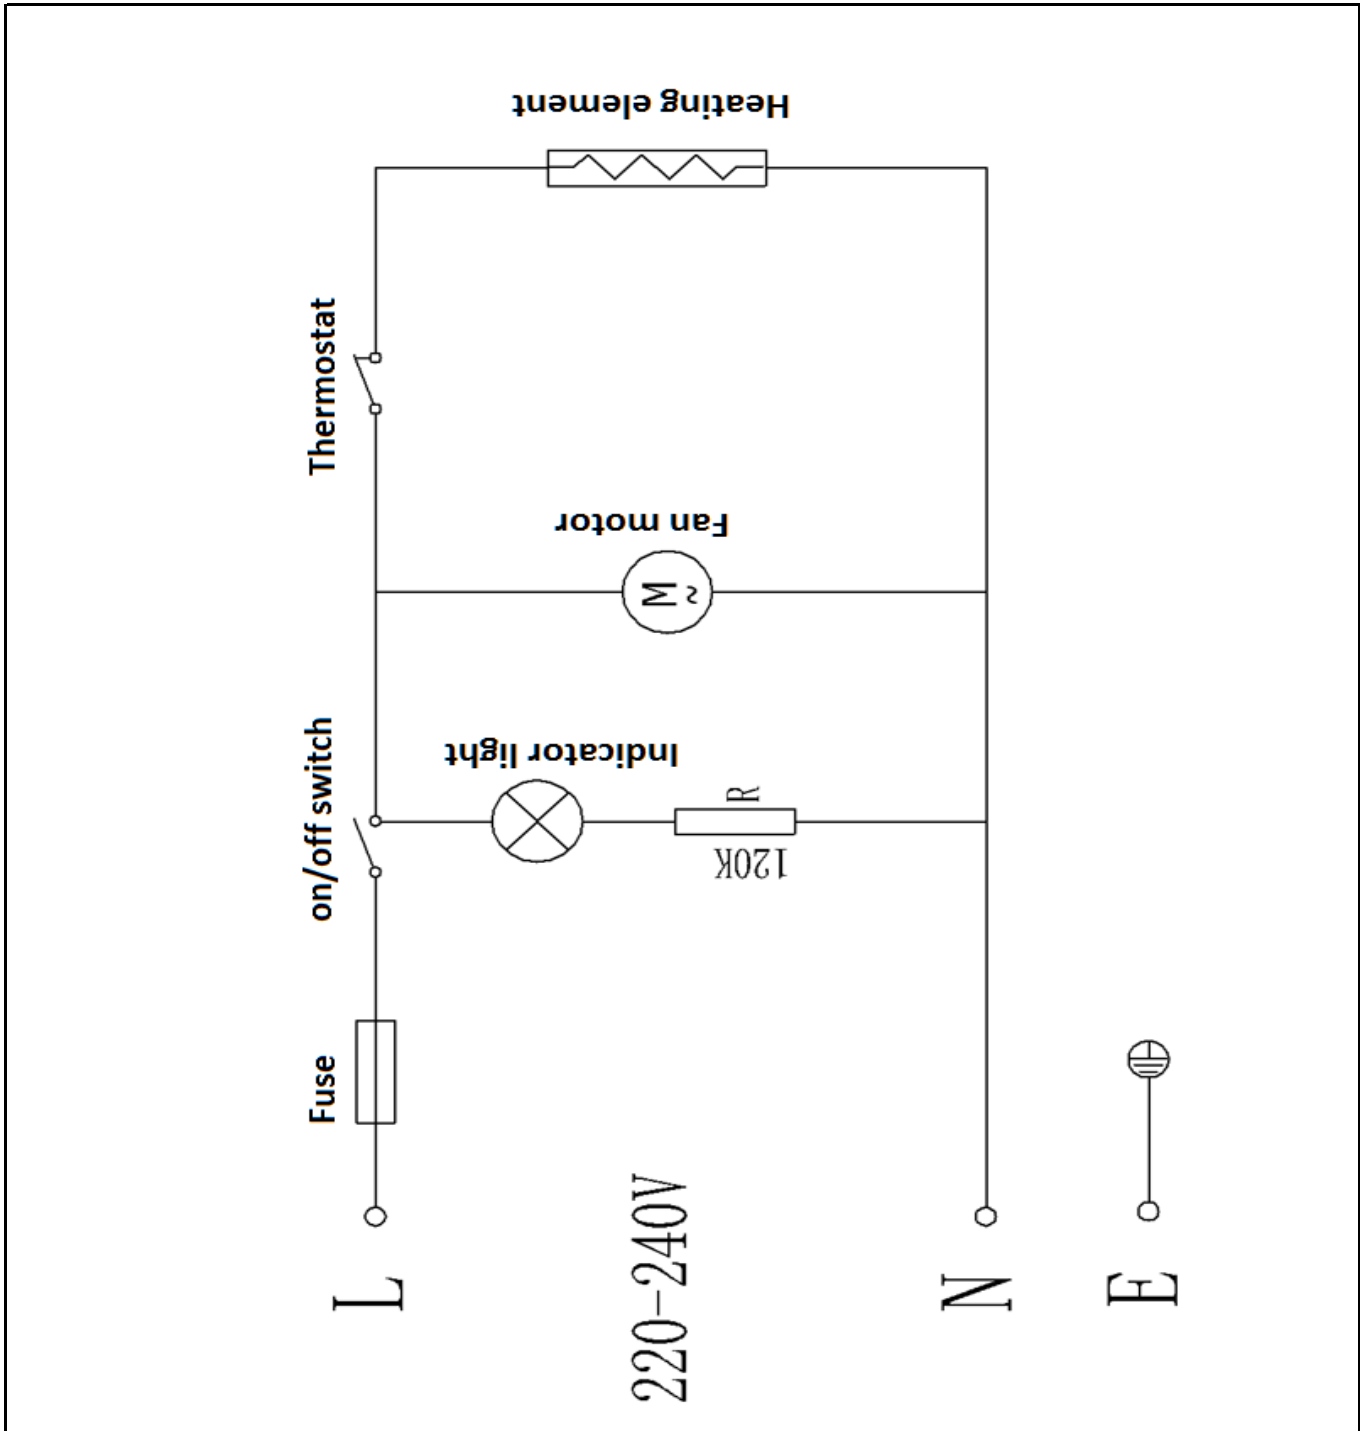 Heating element
Thermostat
Fan motor
M
~
on/off switch
Indicator light
R
120K
Fuse
L
220-240V
N
E